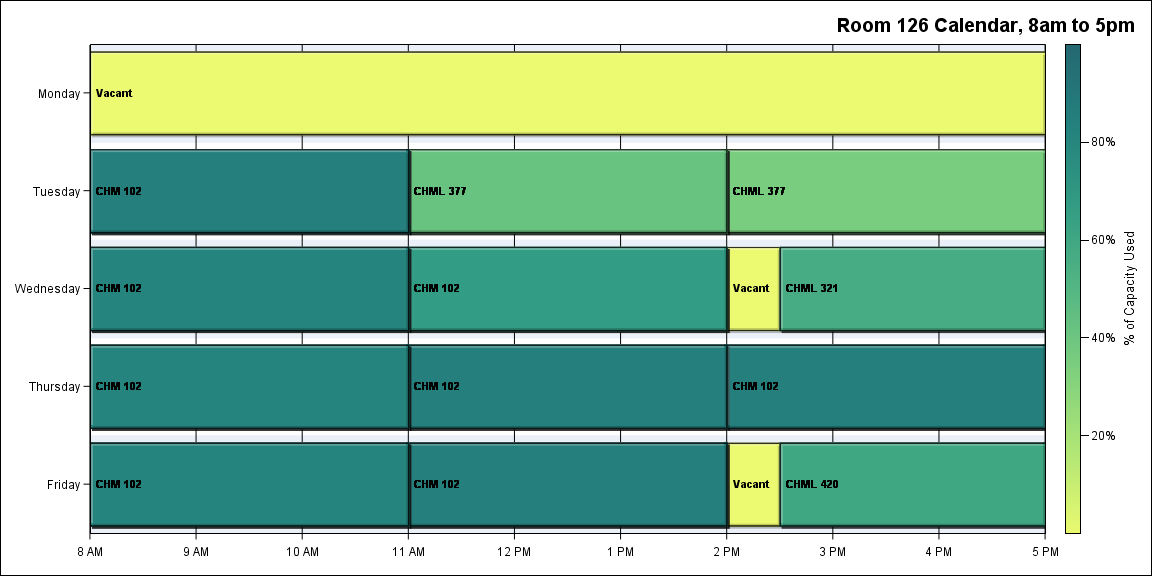 Room 126 Calendar, 8am to 5pm
Monday
Vacant
Tuesday
CHM 102
CHML 377
CHML 377
Wednesday
CHM 102
CHM 102
Vacant
CHML 321
Thursday
CHM 102
CHM 102
CHM 102
Friday
CHM 102
CHM 102
Vacant
CHML 420
8 AM
9 AM
10 AM
11 AM
12 PM
1 PM
2 PM
3 PM
4 PM
5 PM
80%
60%
40%
20%
% of Capacity Used